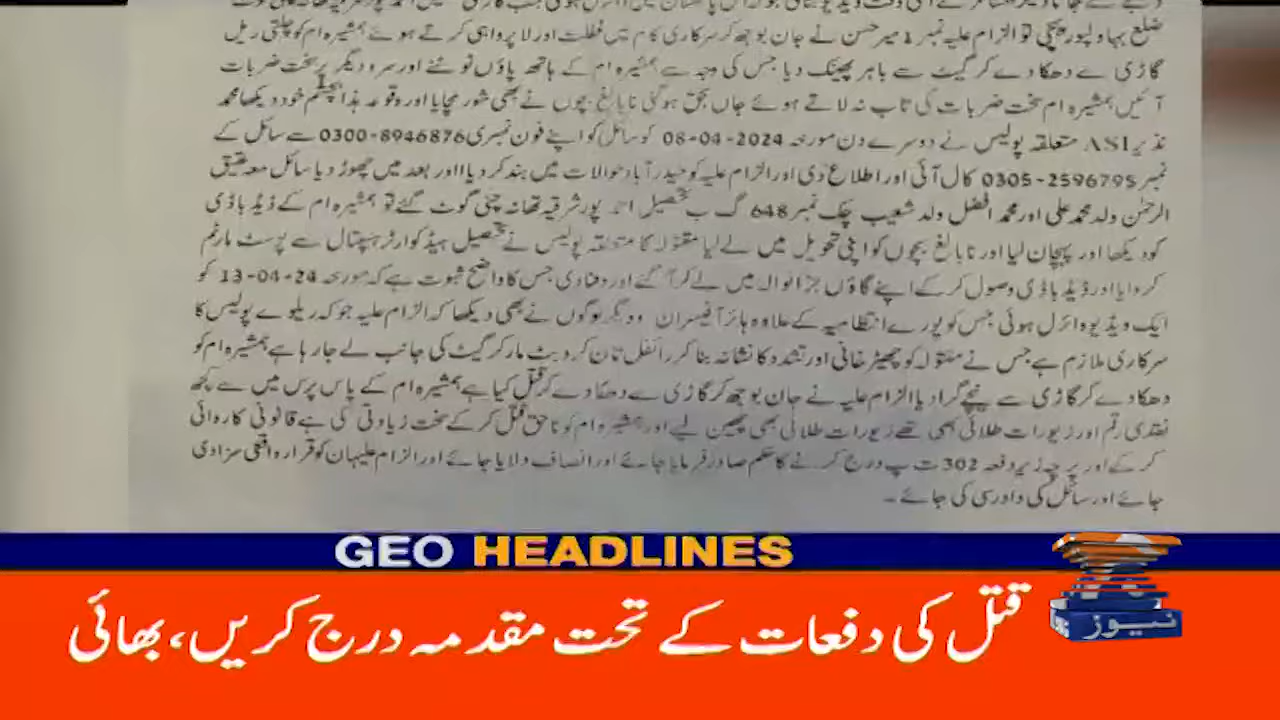 ضلع بہاولپور پہنچی تو الزام علیہ نمبر 1 میر حسن نے جان بوجھ کر سرکاری کام میں غفلت اور لا پرواہی کرتے ہوئے ہمشیرہ ام کو چلتی ریل
گاڑی سے دھکا دے کر گیٹ سے باہر پھینک دیا جس کی وجہ سے ہمشیرہ ام کے ہاتھ پاؤں ٹوٹنے اور سر و دیگر پر سخت ضربات
آئیں ہمشیرہ ام سخت ضربات کی تاب نہ لاتے ہوئے جاں بحق ہو گئی نابالغ بچوں نے بھی شور مچایا اور وقوعہ ہذا بچشم خود دیکھا محمد
نذیر ASI متعلقہ پولیس نے دوسرے دن مورخہ 08-04-2024 کو سائل کو اپنے فون نمبری 0300-8946876 سے سائل کے
نمبر 0305-2596795 کال آئی اور اطلاع دی اور الزام علیہ کو حیدر آباد حوالات میں بند کر دیا اور بعد میں چھوڑ دیا سائل معہ عتیق
الرحمٰن ولد محمد علی اور محمد افضل ولد شعیب چک نمبر 648 گ ب تحصیل احمد پور شرقیہ تھانہ چنی گوٹ گئے تو ہمشیرہ ام کے ڈیڈ باڈی
کو دیکھا اور پہچان لیا اور نابالغ بچوں کو اپنی تحویل میں لے لیا مقتولہ کا متعلقہ پولیس نے تحصیل ہیڈ کوارٹر ہسپتال سے پوسٹ مارٹم
کروایا اور ڈیڈ باڈی وصول کر کے اپنے گاؤں جڑانوالہ میں لے کر آ گئے اور دفنا دی جس کا واضح ثبوت ہے کہ مورخہ 13-04-24 کو
ایک ویڈیو وائرل ہوئی جس کو پورے انتظامیہ کے علاوہ ہائر آفیسران و دیگر لوگوں نے بھی دیکھا کہ الزام علیہ جو کہ ریلوے پولیس کا
سرکاری ملازم ہے جس نے مقتولہ کو چھیڑ خانی اور تشدد کا نشانہ بنا کر رائفل تان کر و بٹ مار کر گیٹ کی جانب لے جا رہا ہے ہمشیرہ ام کو
دھکا دے کر گاڑی سے نیچے گرا دیا الزام علیہ نے جان بوجھ کر گاڑی سے دھکا دے کر قتل کیا ہے ہمشیرہ ام کے پاس پرس میں سے کچھ
نقدی رقم اور زیورات طلائی بھی تھے زیورات طلائی بھی چھین لیے اور ہمشیرہ ام کو ناحق قتل کر کے سخت زیادتی کی ہے قانونی کاروائی
کر کے اور پرچہ زیر دفعہ 302 ت پ درج کرنے کا حکم صادر فرمایا جائے اور انصاف دلایا جائے اور الزام علیہان کو قرار واقعی سزا دی
جائے اور سائل کی داد رسی کی جائے ۔
GEO HEADLINES
قتل کی دفعات کے تحت مقدمہ درج کریں، بھائی
نیوز